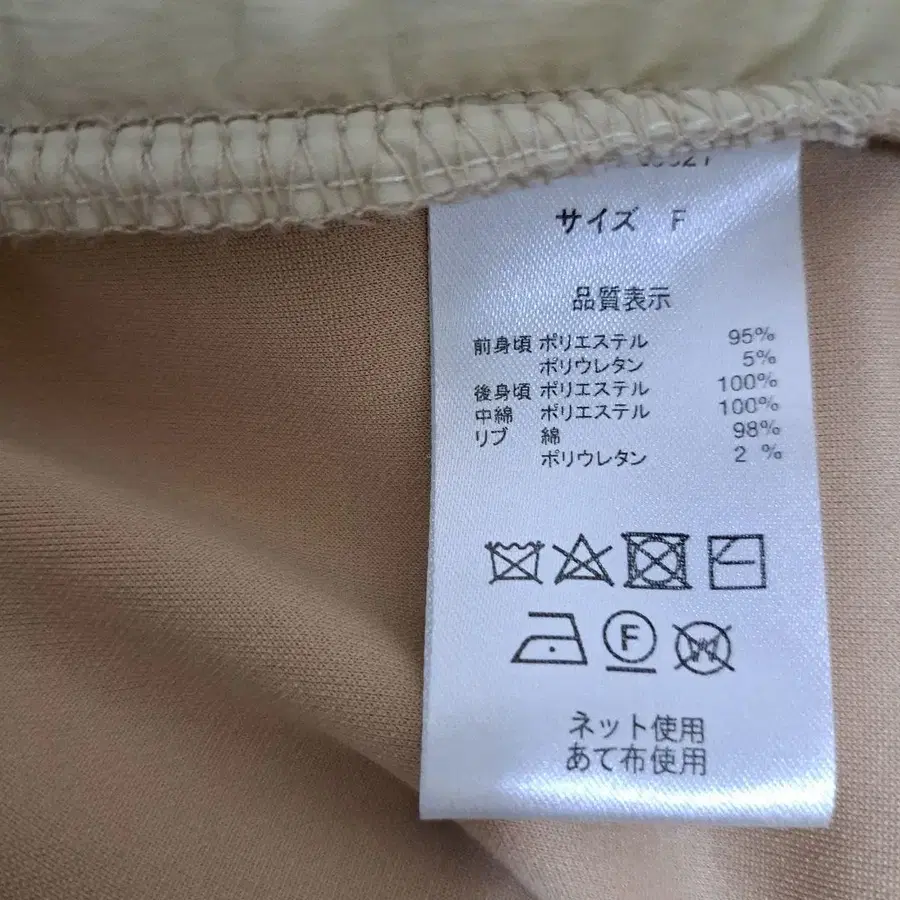 サイズ F
品質表示
前身頃 ポリエステル 95%
ポリウレタン 5%
後身頃 ポリエステル 100%
中綿 ポリエステル 100%
リブ 綿 98%
ポリウレタン 2 %
F
W
ネット使用
あて布使用